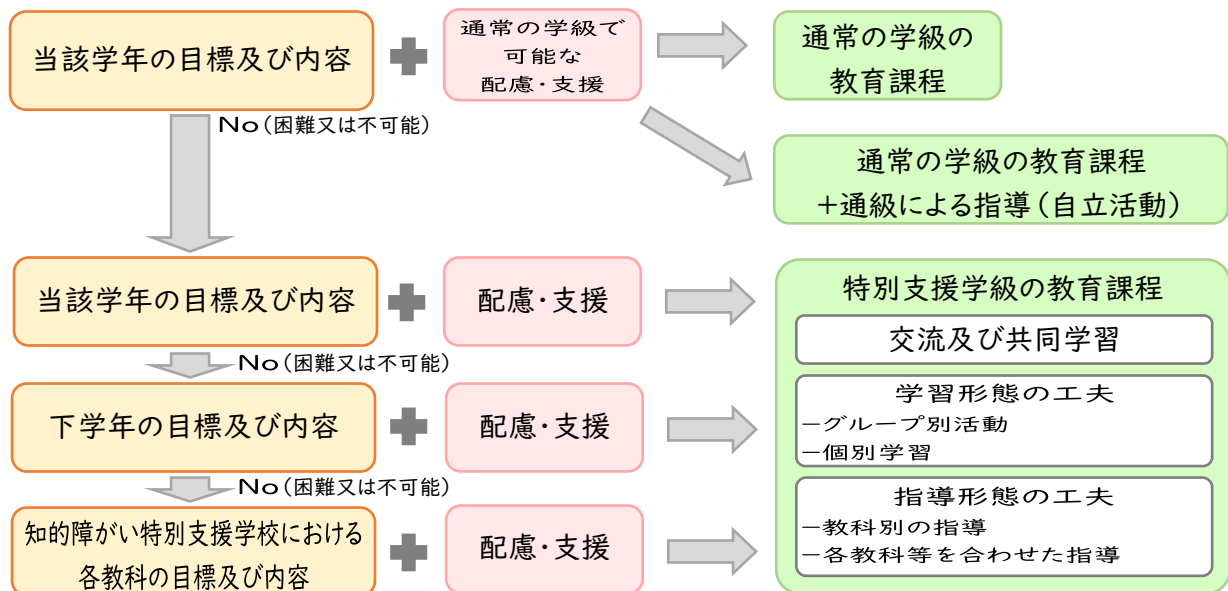 当該学年の目標及び内容
通常の学級で
可能な
配慮・支援
通常の学級の
教育課程
No（困難又は不可能）
通常の学級の教育課程
＋通級による指導（自立活動）
当該学年の目標及び内容
配慮・支援
特別支援学級の教育課程
交流及び共同学習
No（困難又は不可能）
下学年の目標及び内容
配慮・支援
学習形態の工夫
－グループ別活動
－個別学習
No（困難又は不可能）
知的障がい特別支援学校における
各教科の目標及び内容
配慮・支援
指導形態の工夫
－教科別の指導
－各教科等を合わせた指導